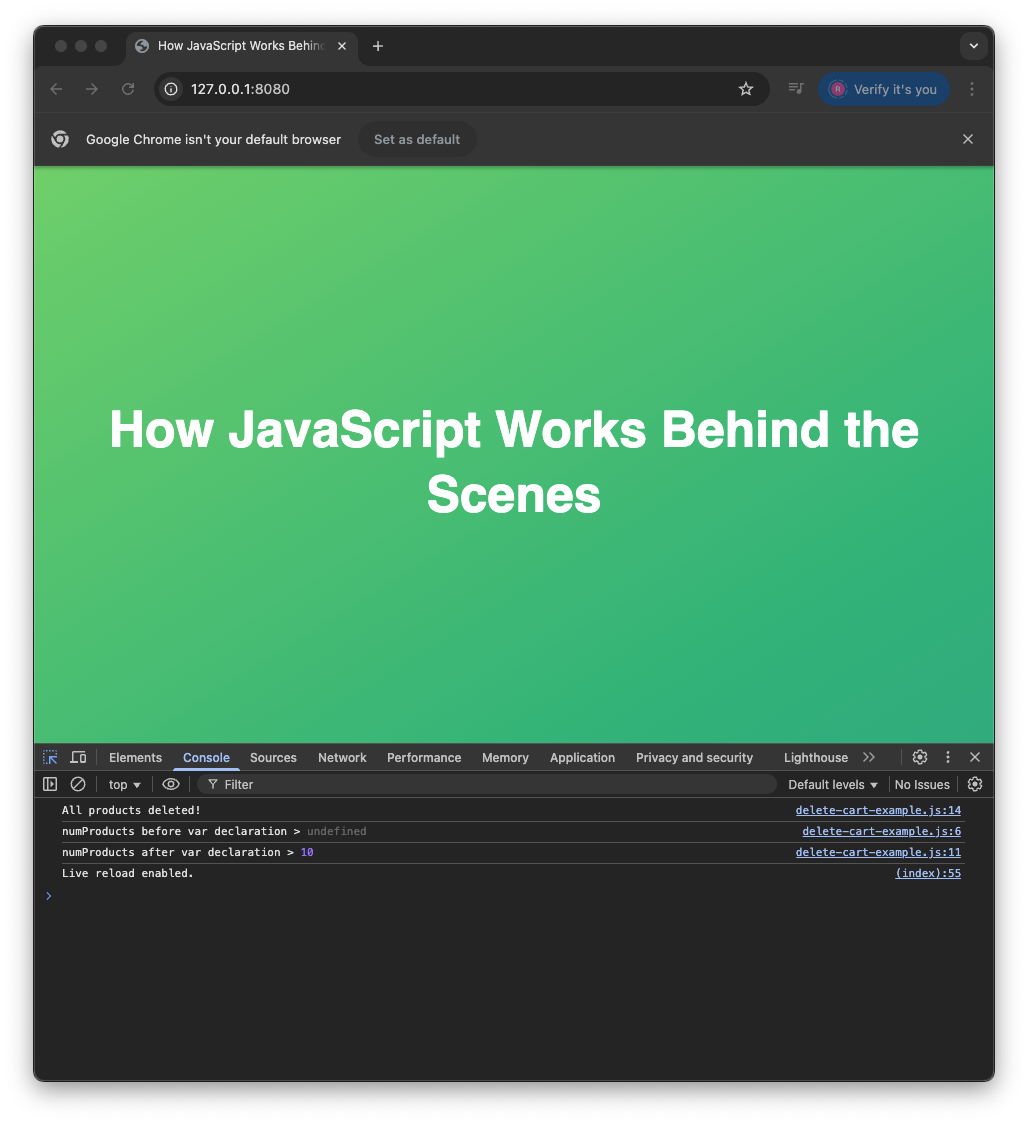 How JavaScript Works Behind
127.0.0.1:8080
R
Verify it's you
Google Chrome isn't your default browser
Set as default
How JavaScript Works Behind the
Scenes
Elements Console Sources Network Performance Memory Application Privacy and security Lighthouse
top Filter Default levels No Issues
All products deleted! delete-cart-example.js:14
numProducts before var declaration > undefined delete-cart-example.js:6
numProducts after var declaration > 10 delete-cart-example.js:11
Live reload enabled. (index):55